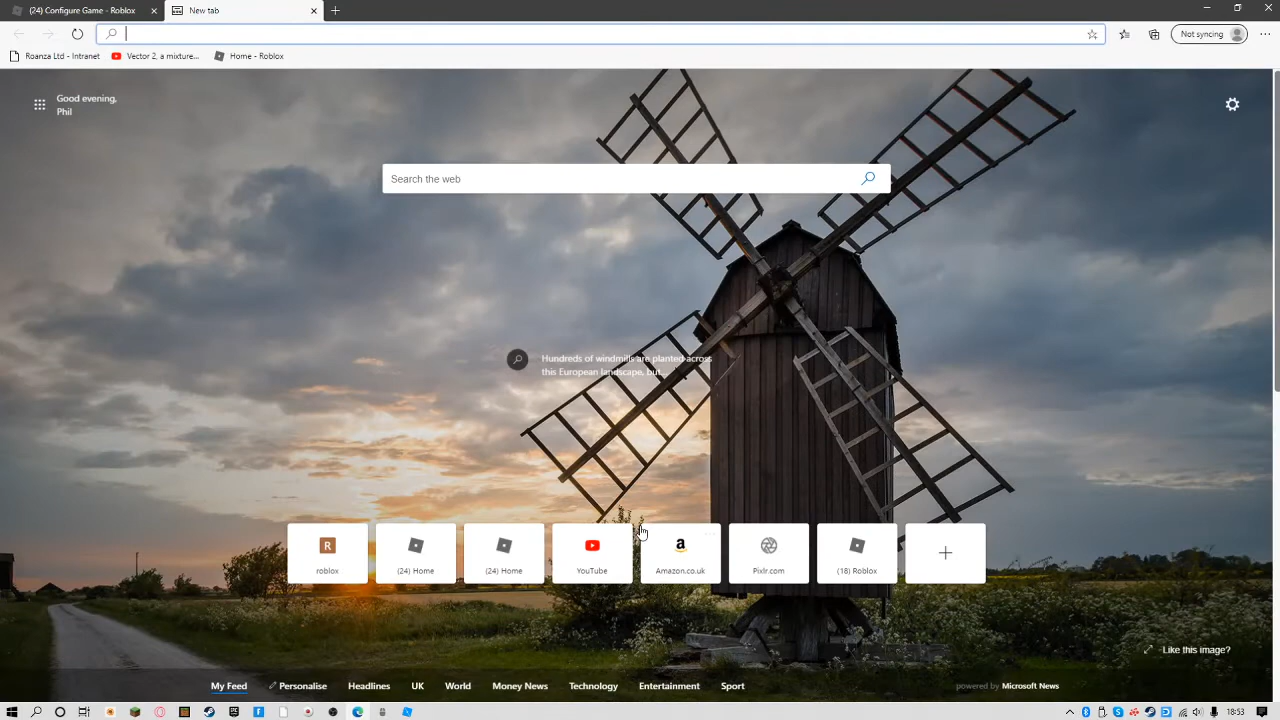 (24) Configure Game - Roblox
New tab
Not syncing
Roanza Ltd - Intranet
Vector 2, a mixture...
Home - Roblox
Good evening,
Phil
Search the web
Hundreds of windmills are planted across
this European landscape, but...
R
roblox
(24) Home
(24) Home
YouTube
a
Amazon.co.uk
Pixlr.com
(18) Roblox
Like this image?
My Feed
Personalise
Headlines
UK
World
Money News
Technology
Entertainment
Sport
powered by Microsoft News
18:53